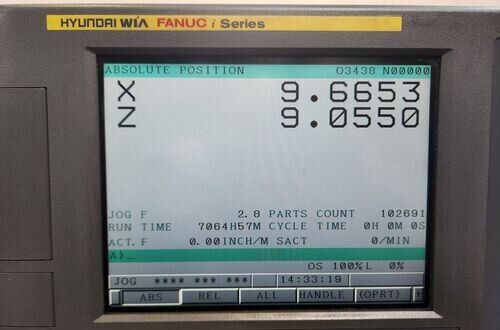 HYUNDAI WIA FANUC i Series
ABSOLUTE POSITION O3438 N00000
X 9.6653
Z 9.0550
JOG F 2.8 PARTS COUNT 102691
RUN TIME 7064H57M CYCLE TIME 0H 0M 0S
ACT.F 0.00INCH/M SACT 0/MIN
A)_
OS 100% L 0%
JOG **** *** *** 14:33:19
ABS REL ALL HANDLE (OPRT) +